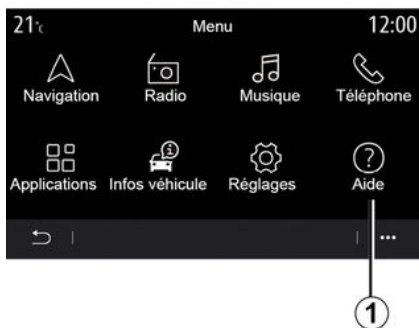 21°c Menu 12:00
Navigation Radio Musique Téléphone
Applications Infos véhicule Réglages Aide
1